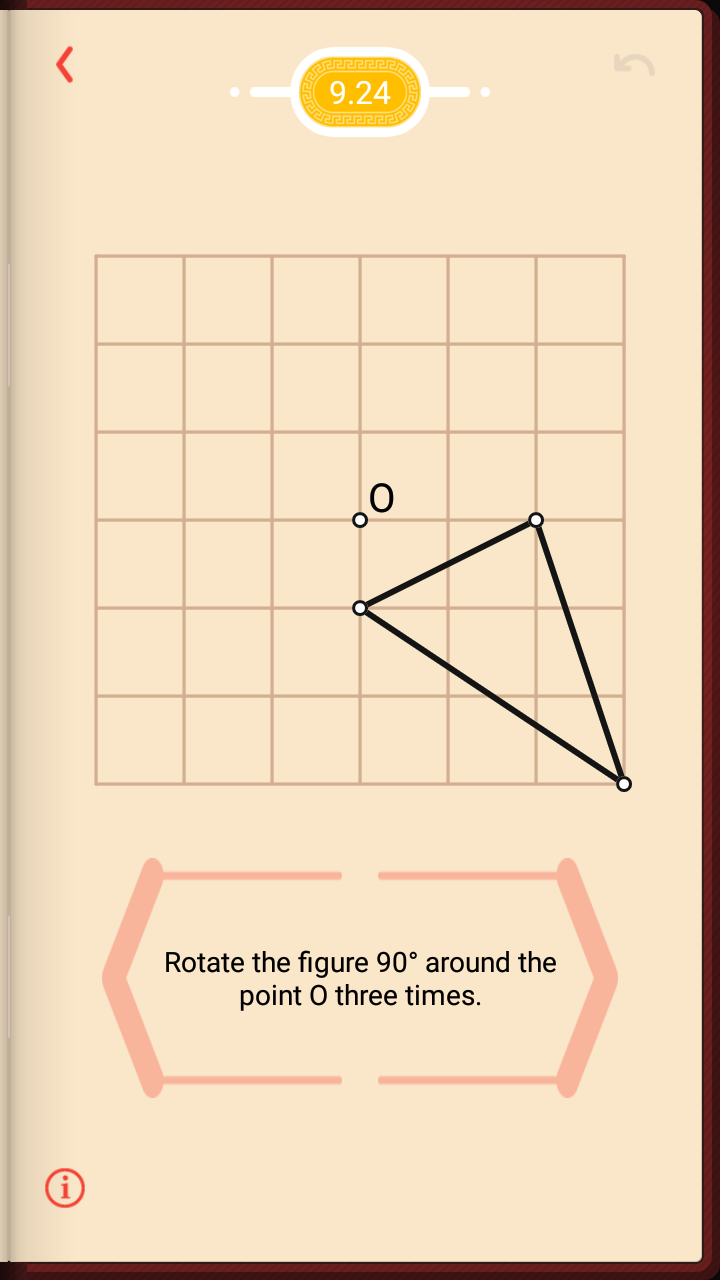 9.24
O
Rotate the figure 90° around the
point O three times.
i